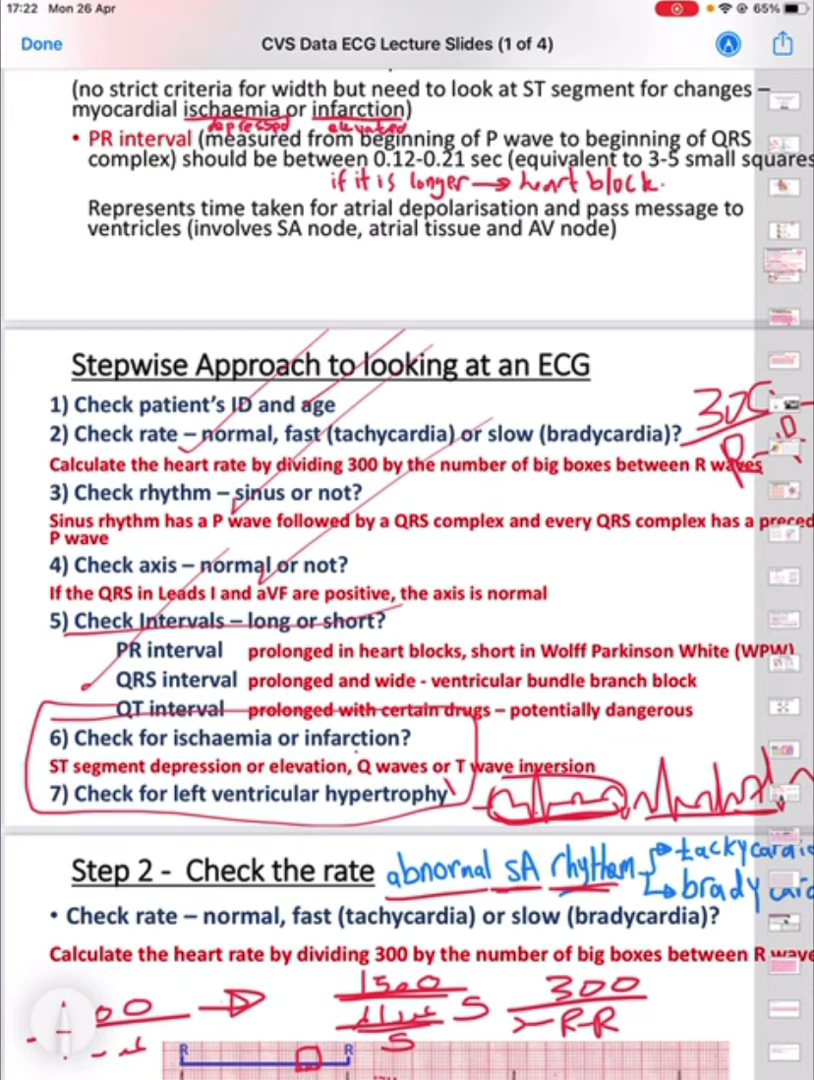 17:22 Mon 26 Apr
65%
Done
CVS Data ECG Lecture Slides (1 of 4)
(no strict criteria for width but need to look at ST segment for changes –
myocardial ischaemia or infarction)
depressed elevated
• PR interval (measured from beginning of P wave to beginning of QRS
complex) should be between 0.12-0.21 sec (equivalent to 3-5 small squares
if it is longer → heart block.
Represents time taken for atrial depolarisation and pass message to
ventricles (involves SA node, atrial tissue and AV node)
Stepwise Approach to looking at an ECG
1) Check patient's ID and age
2) Check rate – normal, fast (tachycardia) or slow (bradycardia)?
300
R
Calculate the heart rate by dividing 300 by the number of big boxes between R waves
3) Check rhythm – sinus or not?
Sinus rhythm has a P wave followed by a QRS complex and every QRS complex has a preced
P wave
4) Check axis – normal or not?
If the QRS in Leads I and aVF are positive, the axis is normal
5) Check Intervals – long or short?
PR interval prolonged in heart blocks, short in Wolff Parkinson White (WPW)
QRS interval prolonged and wide - ventricular bundle branch block
QT interval prolonged with certain drugs – potentially dangerous
6) Check for ischaemia or infarction?
ST segment depression or elevation, Q waves or T wave inversion
7) Check for left ventricular hypertrophy
Step 2 - Check the rate
abnormal SA rhythm
tackycardia
brady card
• Check rate – normal, fast (tachycardia) or slow (bradycardia)?
Calculate the heart rate by dividing 300 by the number of big boxes between R wave
1500
5
5
300
R-R
R R